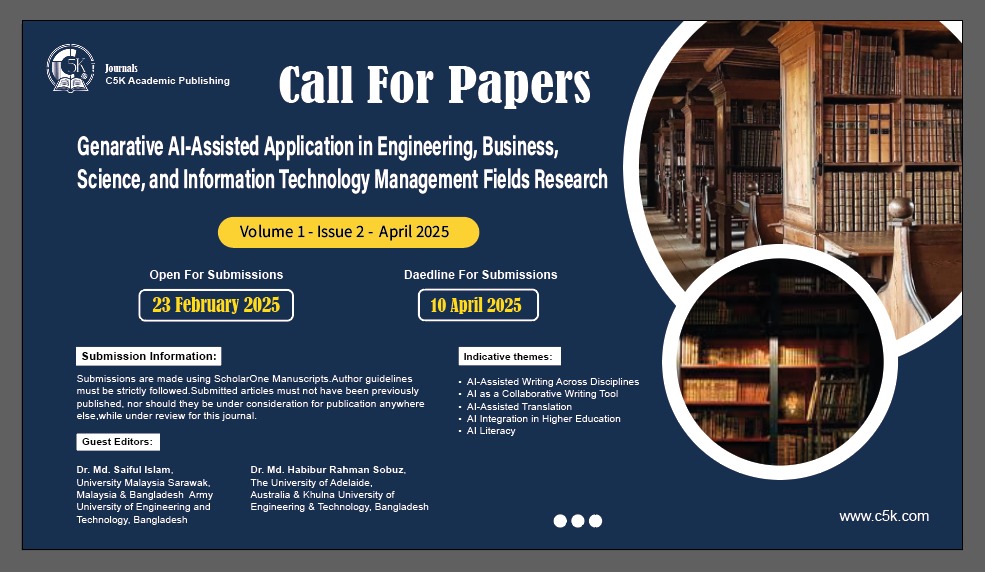 C5K
Journals
C5K Academic Publishing
Call For Papers
Genarative AI-Assisted Application in Engineering, Business,
Science, and Information Technology Management Fields Research
Volume 1 - Issue 2 - April 2025
Open For Submissions
Daedline For Submissions
23 February 2025
10 April 2025
Submission Information:
Submissions are made using ScholarOne Manuscripts.Author guidelines
must be strictly followed.Submitted articles must not have been previously
published, nor should they be under consideration for publication anywhere
else,while under review for this journal.
Indicative themes:
• AI-Assisted Writing Across Disciplines
• AI as a Collaborative Writing Tool
• AI-Assisted Translation
• AI Integration in Higher Education
• AI Literacy
Guest Editors:
Dr. Md. Saiful Islam,
University Malaysia Sarawak,
Malaysia & Bangladesh Army
University of Engineering and
Technology, Bangladesh
Dr. Md. Habibur Rahman Sobuz,
The University of Adelaide,
Australia & Khulna University of
Engineering & Technology, Bangladesh
www.c5k.com